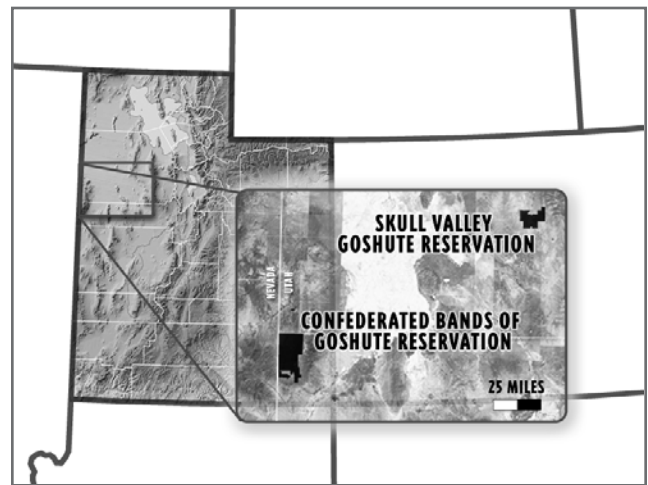 SKULL VALLEY
GOSHUTE RESERVATION
NEVADA
UTAH
CONFEDERATED BANDS OF
GOSHUTE RESERVATION
25 MILES